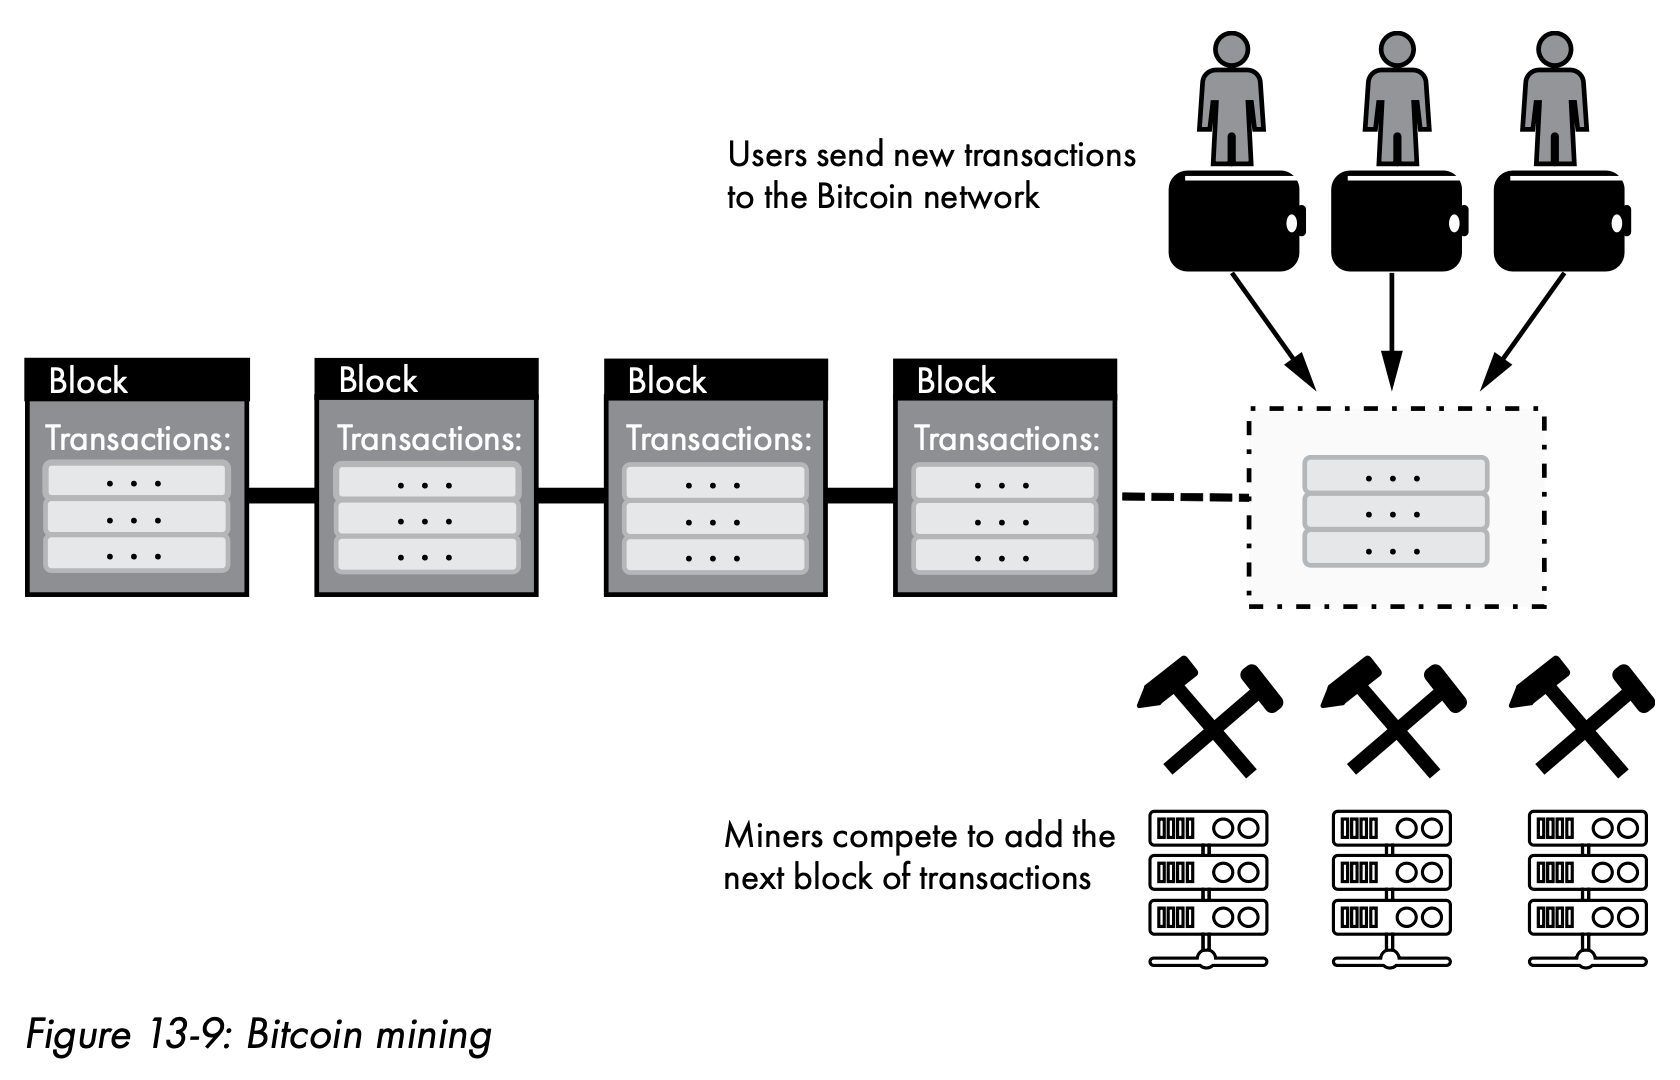 Users send new transactions
to the Bitcoin network
Block
Transactions:
. . .
. . .
. . .
Block
Transactions:
. . .
. . .
. . .
Block
Transactions:
. . .
. . .
. . .
Block
Transactions:
. . .
. . .
. . .
. . .
. . .
. . .
Miners compete to add the
next block of transactions
Figure 13-9: Bitcoin mining